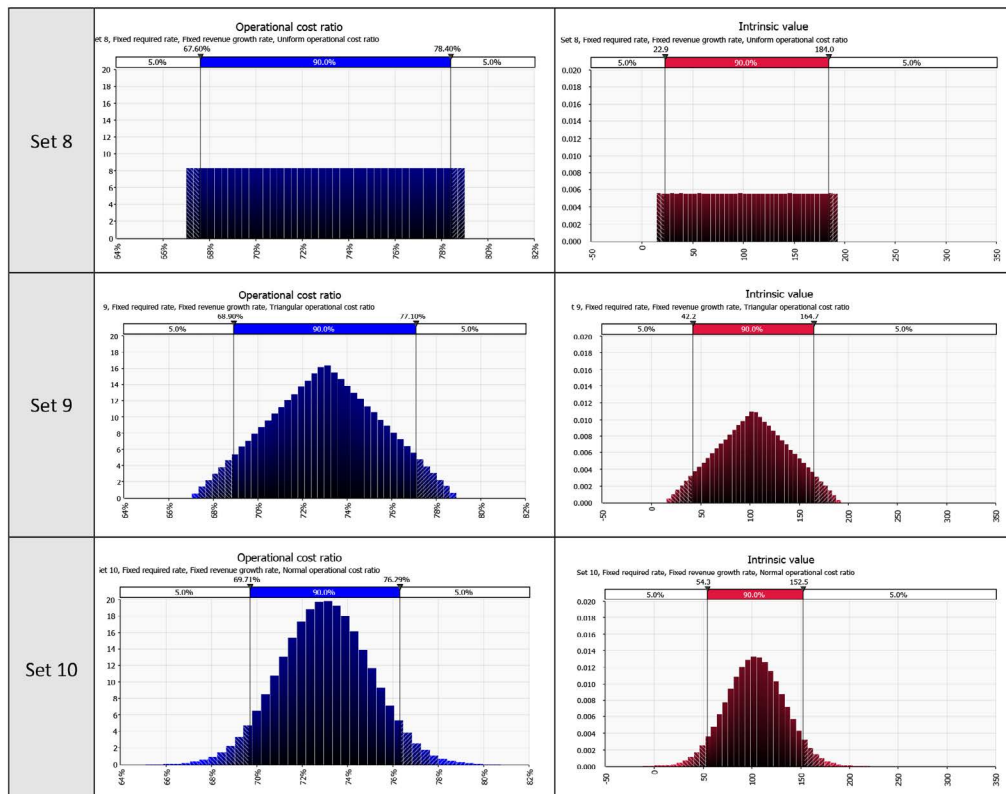 Set 8
Operational cost ratio
Set 8, Fixed required rate, Fixed revenue growth rate, Uniform operational cost ratio
67.60% 78.40%
5.0% 90.0% 5.0%
20
18
16
14
12
10
8
6
4
2
0
64% 66% 68% 70% 72% 74% 76% 78% 80% 82%
Intrinsic value
Set 8, Fixed required rate, Fixed revenue growth rate, Uniform operational cost ratio
22.9 184.0
5.0% 90.0% 5.0%
0.020
0.018
0.016
0.014
0.012
0.010
0.008
0.006
0.004
0.002
0.000
-50 0 50 100 150 200 250 300 350
Set 9
Operational cost ratio
9, Fixed required rate, Fixed revenue growth rate, Triangular operational cost ratio
68.90% 77.10%
5.0% 90.0% 5.0%
20
18
16
14
12
10
8
6
4
2
0
64% 66% 68% 70% 72% 74% 76% 78% 80% 82%
Intrinsic value
t 9, Fixed required rate, Fixed revenue growth rate, Triangular operational cost ratio
42.2 164.7
5.0% 90.0% 5.0%
0.020
0.018
0.016
0.014
0.012
0.010
0.008
0.006
0.004
0.002
0.000
-50 0 50 100 150 200 250 300 350
Set 10
Operational cost ratio
et 10, Fixed required rate, Fixed revenue growth rate, Normal operational cost ratio
69.71% 76.29%
5.0% 90.0% 5.0%
20
18
16
14
12
10
8
6
4
2
0
64% 66% 68% 70% 72% 74% 76% 78% 80% 82%
Intrinsic value
Set 10, Fixed required rate, Fixed revenue growth rate, Normal operational cost ratio
54.3 152.5
5.0% 90.0% 5.0%
0.020
0.018
0.016
0.014
0.012
0.010
0.008
0.006
0.004
0.002
0.000
-50 0 50 100 150 200 250 300 350